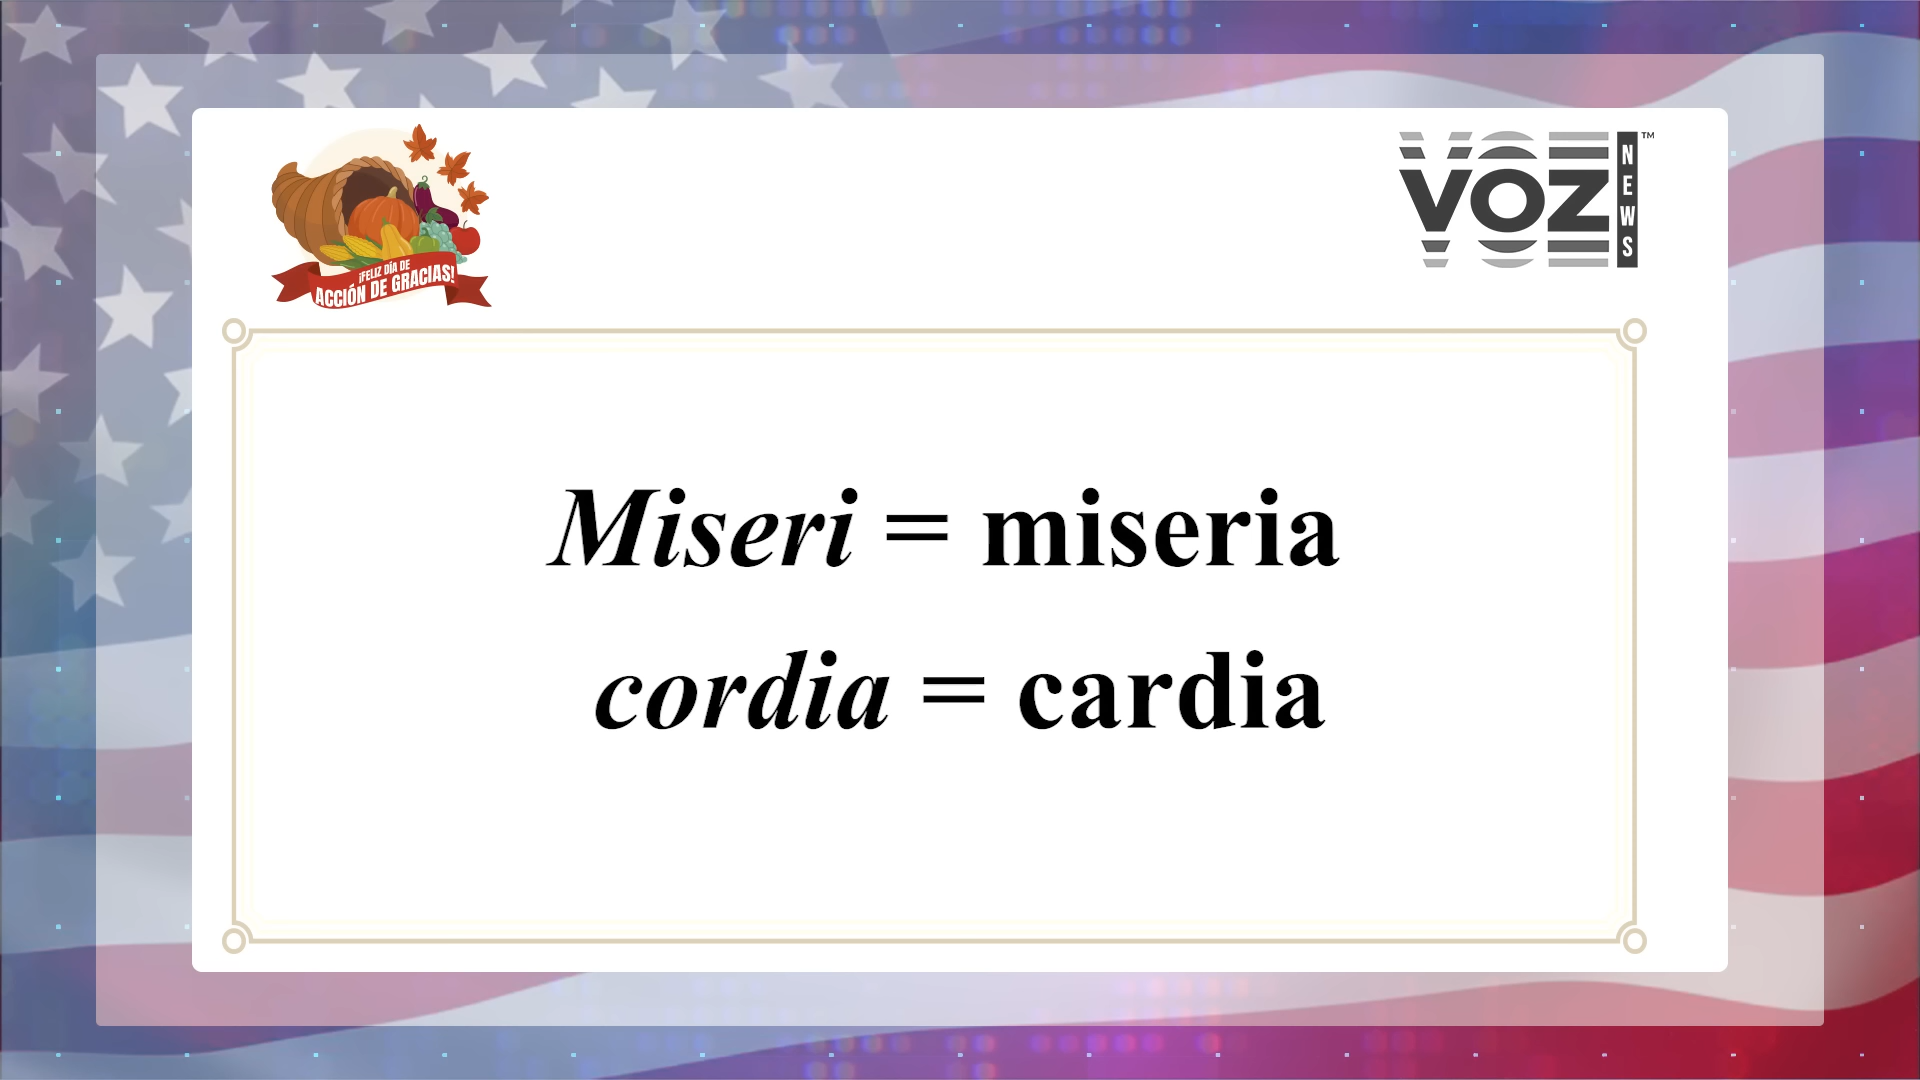 ¡FELIZ DÍA DE
ACCIÓN DE GRACIAS!
VOZ
NEWS
™
Miseri = miseria
cordia = cardia